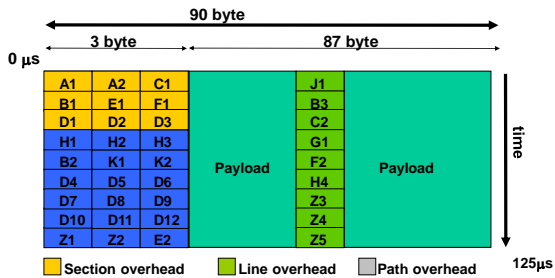 90 byte
3 byte 87 byte
0 μs
A1 A2 C1 J1
B1 E1 F1 B3
D1 D2 D3 C2
H1 H2 H3 G1
B2 K1 K2 F2
Payload Payload
D4 D5 D6 H4
D7 D8 D9 Z3
D10 D11 D12 Z4
Z1 Z2 E2 Z5
time
125μs
Section overhead Line overhead Path overhead